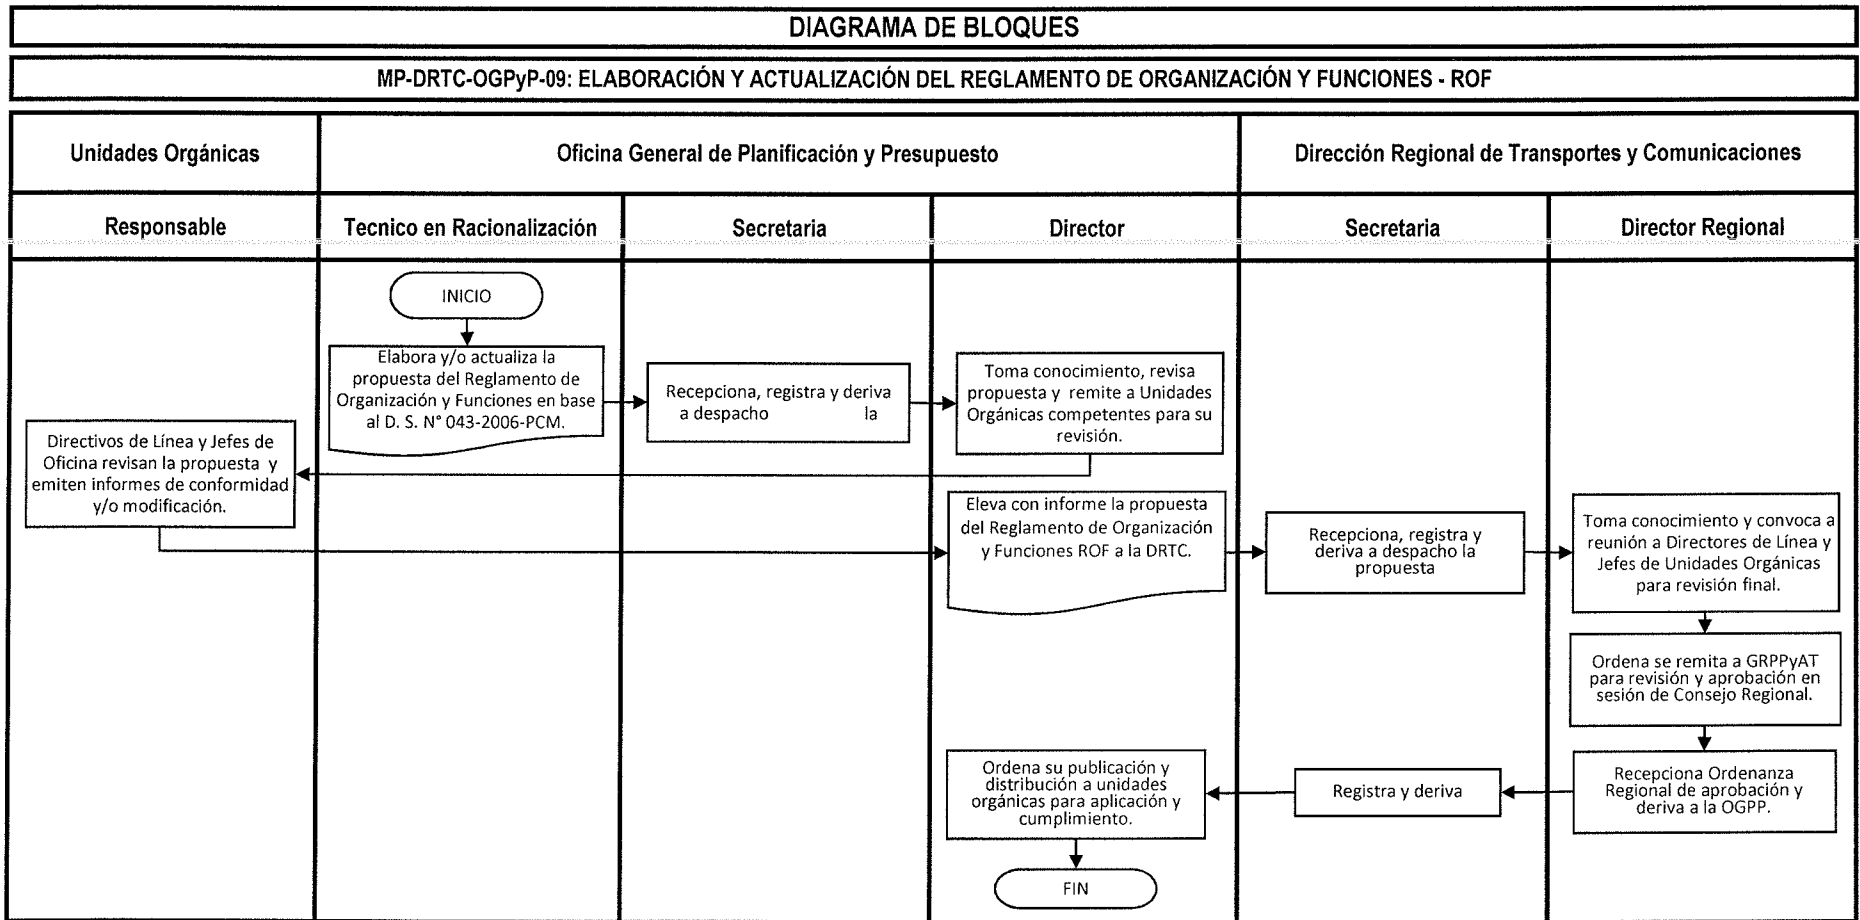 DIAGRAMA DE BLOQUES
MP-DRTC-OGPyP-09: ELABORACIÓN Y ACTUALIZACIÓN DEL REGLAMENTO DE ORGANIZACIÓN Y FUNCIONES - ROF
Unidades Orgánicas
Oficina General de Planificación y Presupuesto
Dirección Regional de Transportes y Comunicaciones
Responsable
Tecnico en Racionalización
Secretaria
Director
Secretaria
Director Regional
INICIO
Elabora y/o actualiza la
propuesta del Reglamento de
Organización y Funciones en base
al D. S. N° 043-2006-PCM.
Recepciona, registra y deriva
a despacho la
Toma conocimiento, revisa
propuesta y remite a Unidades
Orgánicas competentes para su
revisión.
Directivos de Línea y Jefes de
Oficina revisan la propuesta y
emiten informes de conformidad
y/o modificación.
Eleva con informe la propuesta
del Reglamento de Organización
y Funciones ROF a la DRTC.
Recepciona, registra y
deriva a despacho la
propuesta
Toma conocimiento y convoca a
reunión a Directores de Línea y
Jefes de Unidades Orgánicas
para revisión final.
Ordena se remita a GRPPyAT
para revisión y aprobación en
sesión de Consejo Regional.
Recepciona Ordenanza
Regional de aprobación y
deriva a la OGPP.
Registra y deriva
Ordena su publicación y
distribución a unidades
orgánicas para aplicación y
cumplimiento.
FIN